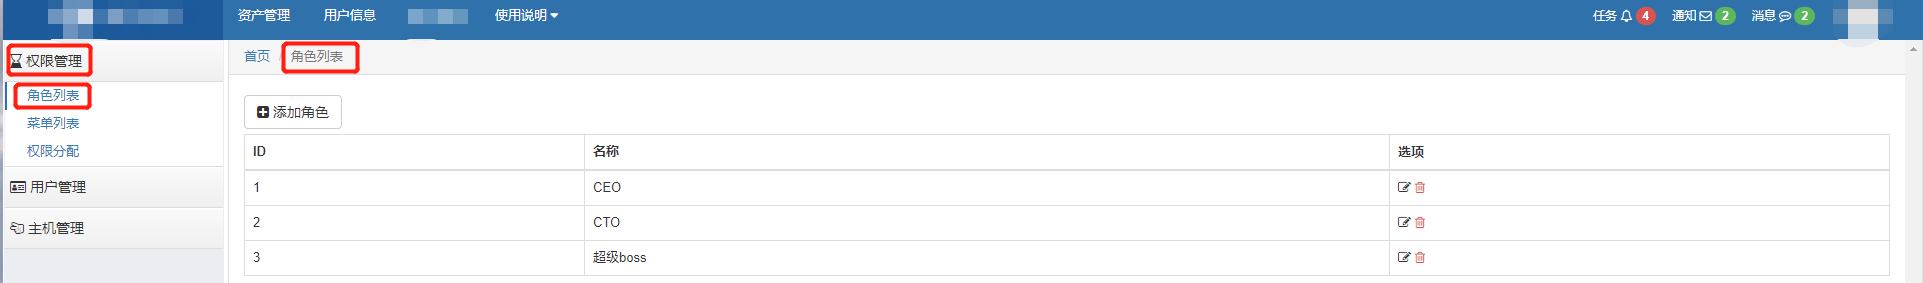 资产管理 用户信息 使用说明 任务 4 通知 2 消息 2
权限管理
角色列表
菜单列表
权限分配
用户管理
主机管理
首页 / 角色列表
添加角色
ID 名称 选项
1 CEO
2 CTO
3 超级boss